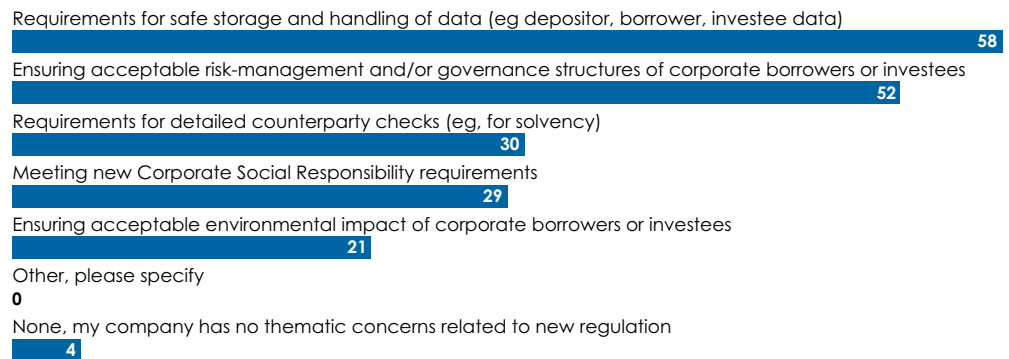 Requirements for safe storage and handling of data (eg depositor, borrower, investee data)
58
Ensuring acceptable risk-management and/or governance structures of corporate borrowers or investees
52
Requirements for detailed counterparty checks (eg, for solvency)
30
Meeting new Corporate Social Responsibility requirements
29
Ensuring acceptable environmental impact of corporate borrowers or investees
21
Other, please specify
0
None, my company has no thematic concerns related to new regulation
4